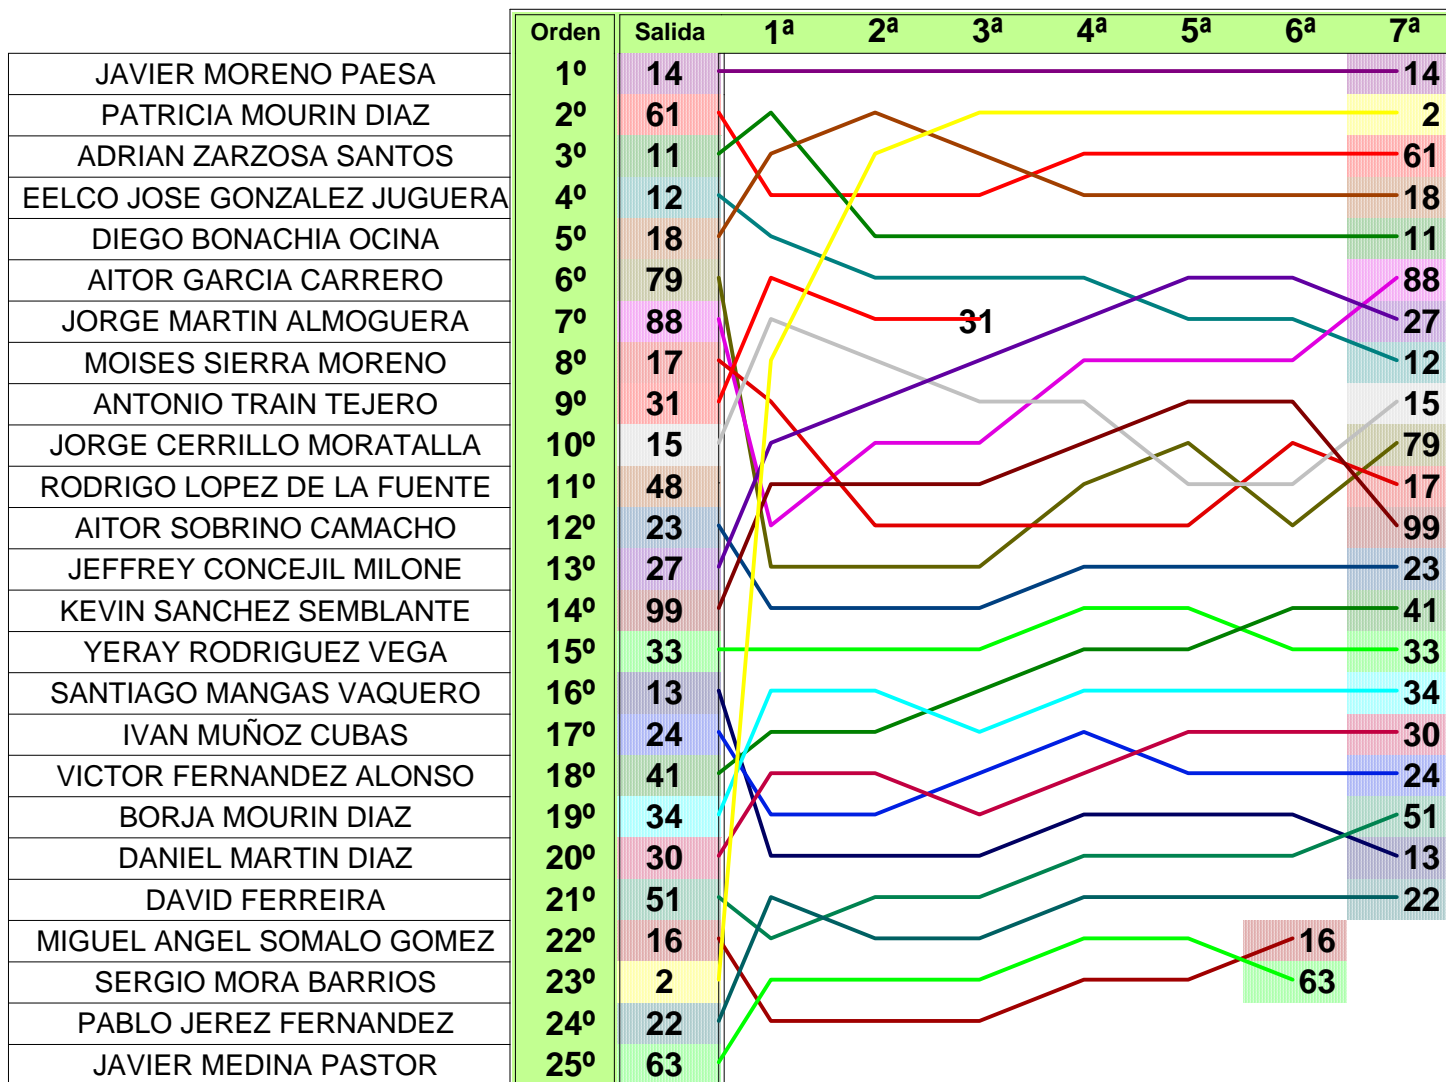 Orden Salida 1ª 2ª 3ª 4ª 5ª 6ª 7ª
JAVIER MORENO PAESA 1º 14 14
PATRICIA MOURIN DIAZ 2º 61 2
ADRIAN ZARZOSA SANTOS 3º 11 61
EELCO JOSE GONZALEZ JUGUERA 4º 12 18
DIEGO BONACHIA OCINA 5º 18 11
AITOR GARCIA CARRERO 6º 79 88
JORGE MARTIN ALMOGUERA 7º 88 31 27
MOISES SIERRA MORENO 8º 17 12
ANTONIO TRAIN TEJERO 9º 31 15
JORGE CERRILLO MORATALLA 10º 15 79
RODRIGO LOPEZ DE LA FUENTE 11º 48 17
AITOR SOBRINO CAMACHO 12º 23 99
JEFFREY CONCEJIL MILONE 13º 27 23
KEVIN SANCHEZ SEMBLANTE 14º 99 41
YERAY RODRIGUEZ VEGA 15º 33 33
SANTIAGO MANGAS VAQUERO 16º 13 34
IVAN MUÑOZ CUBAS 17º 24 30
VICTOR FERNANDEZ ALONSO 18º 41 24
BORJA MOURIN DIAZ 19º 34 51
DANIEL MARTIN DIAZ 20º 30 13
DAVID FERREIRA 21º 51 22
MIGUEL ANGEL SOMALO GOMEZ 22º 16 16
SERGIO MORA BARRIOS 23º 2 63
PABLO JEREZ FERNANDEZ 24º 22
JAVIER MEDINA PASTOR 25º 63